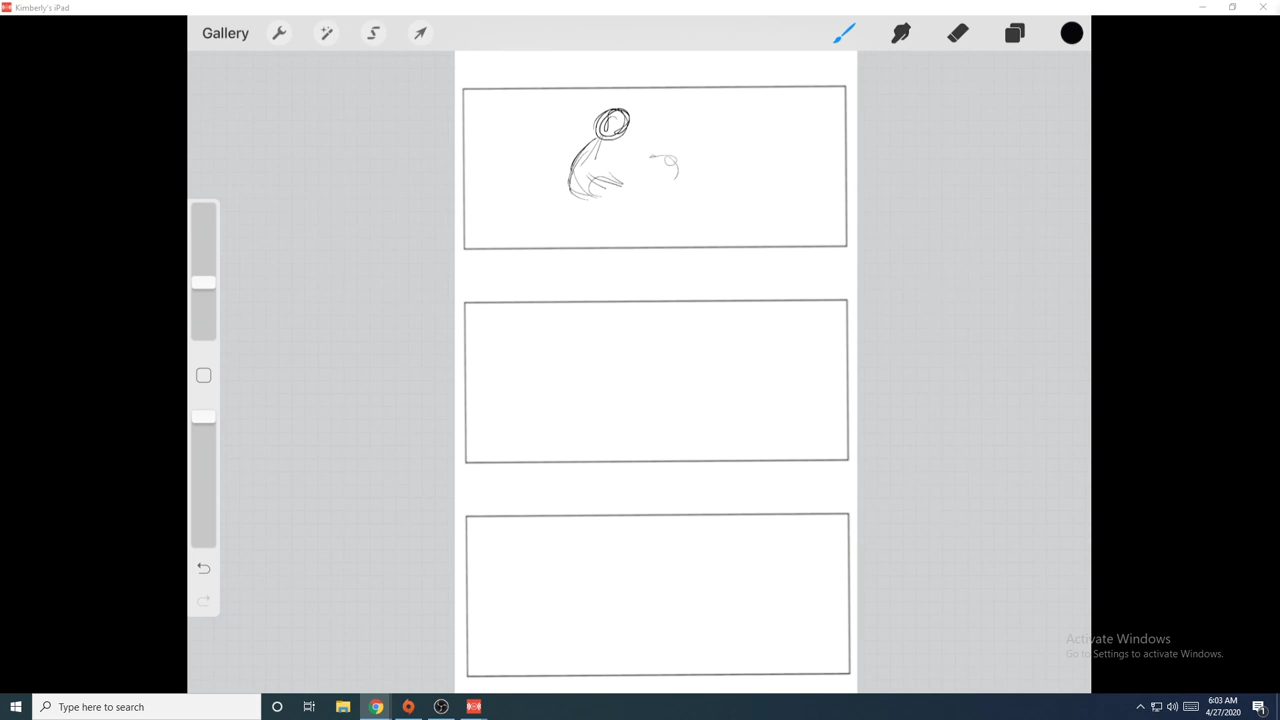 Kimberly's iPad
Gallery
Activate Windows
Go to Settings to activate Windows.
Type here to search
6:03 AM
4/27/2020
1